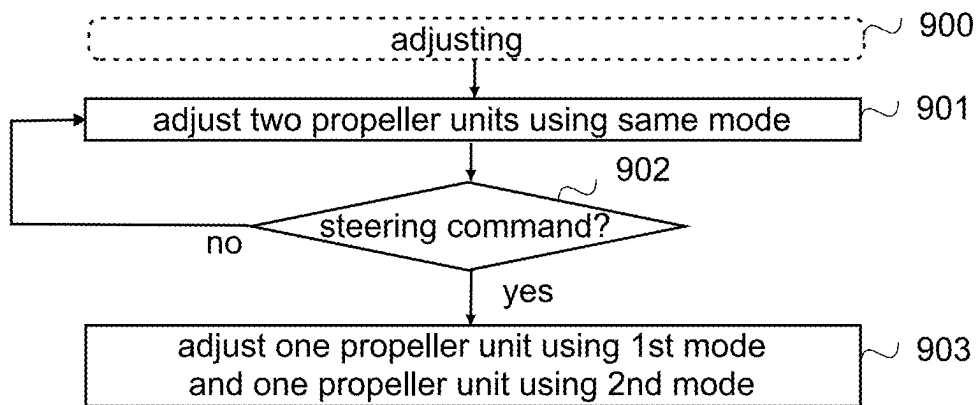 adjusting
900
adjust two propeller units using same mode
901
902
steering command?
no
yes
adjust one propeller unit using 1st mode
and one propeller unit using 2nd mode
903